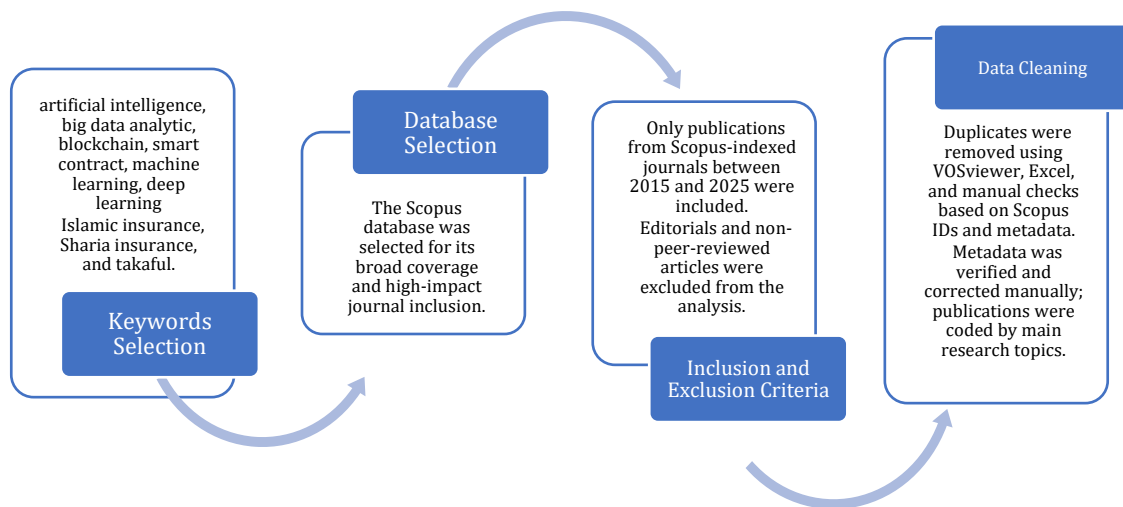 artificial intelligence,
big data analytic,
blockchain, smart
contract, machine
learning, deep
learning
Islamic insurance,
Sharia insurance,
and takaful.
Keywords
Selection
Database
Selection
The Scopus
database was
selected for its
broad coverage
and high-impact
journal inclusion.
Only publications
from Scopus-indexed
journals between
2015 and 2025 were
included.
Editorials and non-
peer-reviewed
articles were
excluded from the
analysis.
Inclusion and
Exclusion Criteria
Data Cleaning
Duplicates were
removed using
VOSviewer, Excel,
and manual checks
based on Scopus
IDs and metadata.
Metadata was
verified and
corrected manually;
publications were
coded by main
research topics.